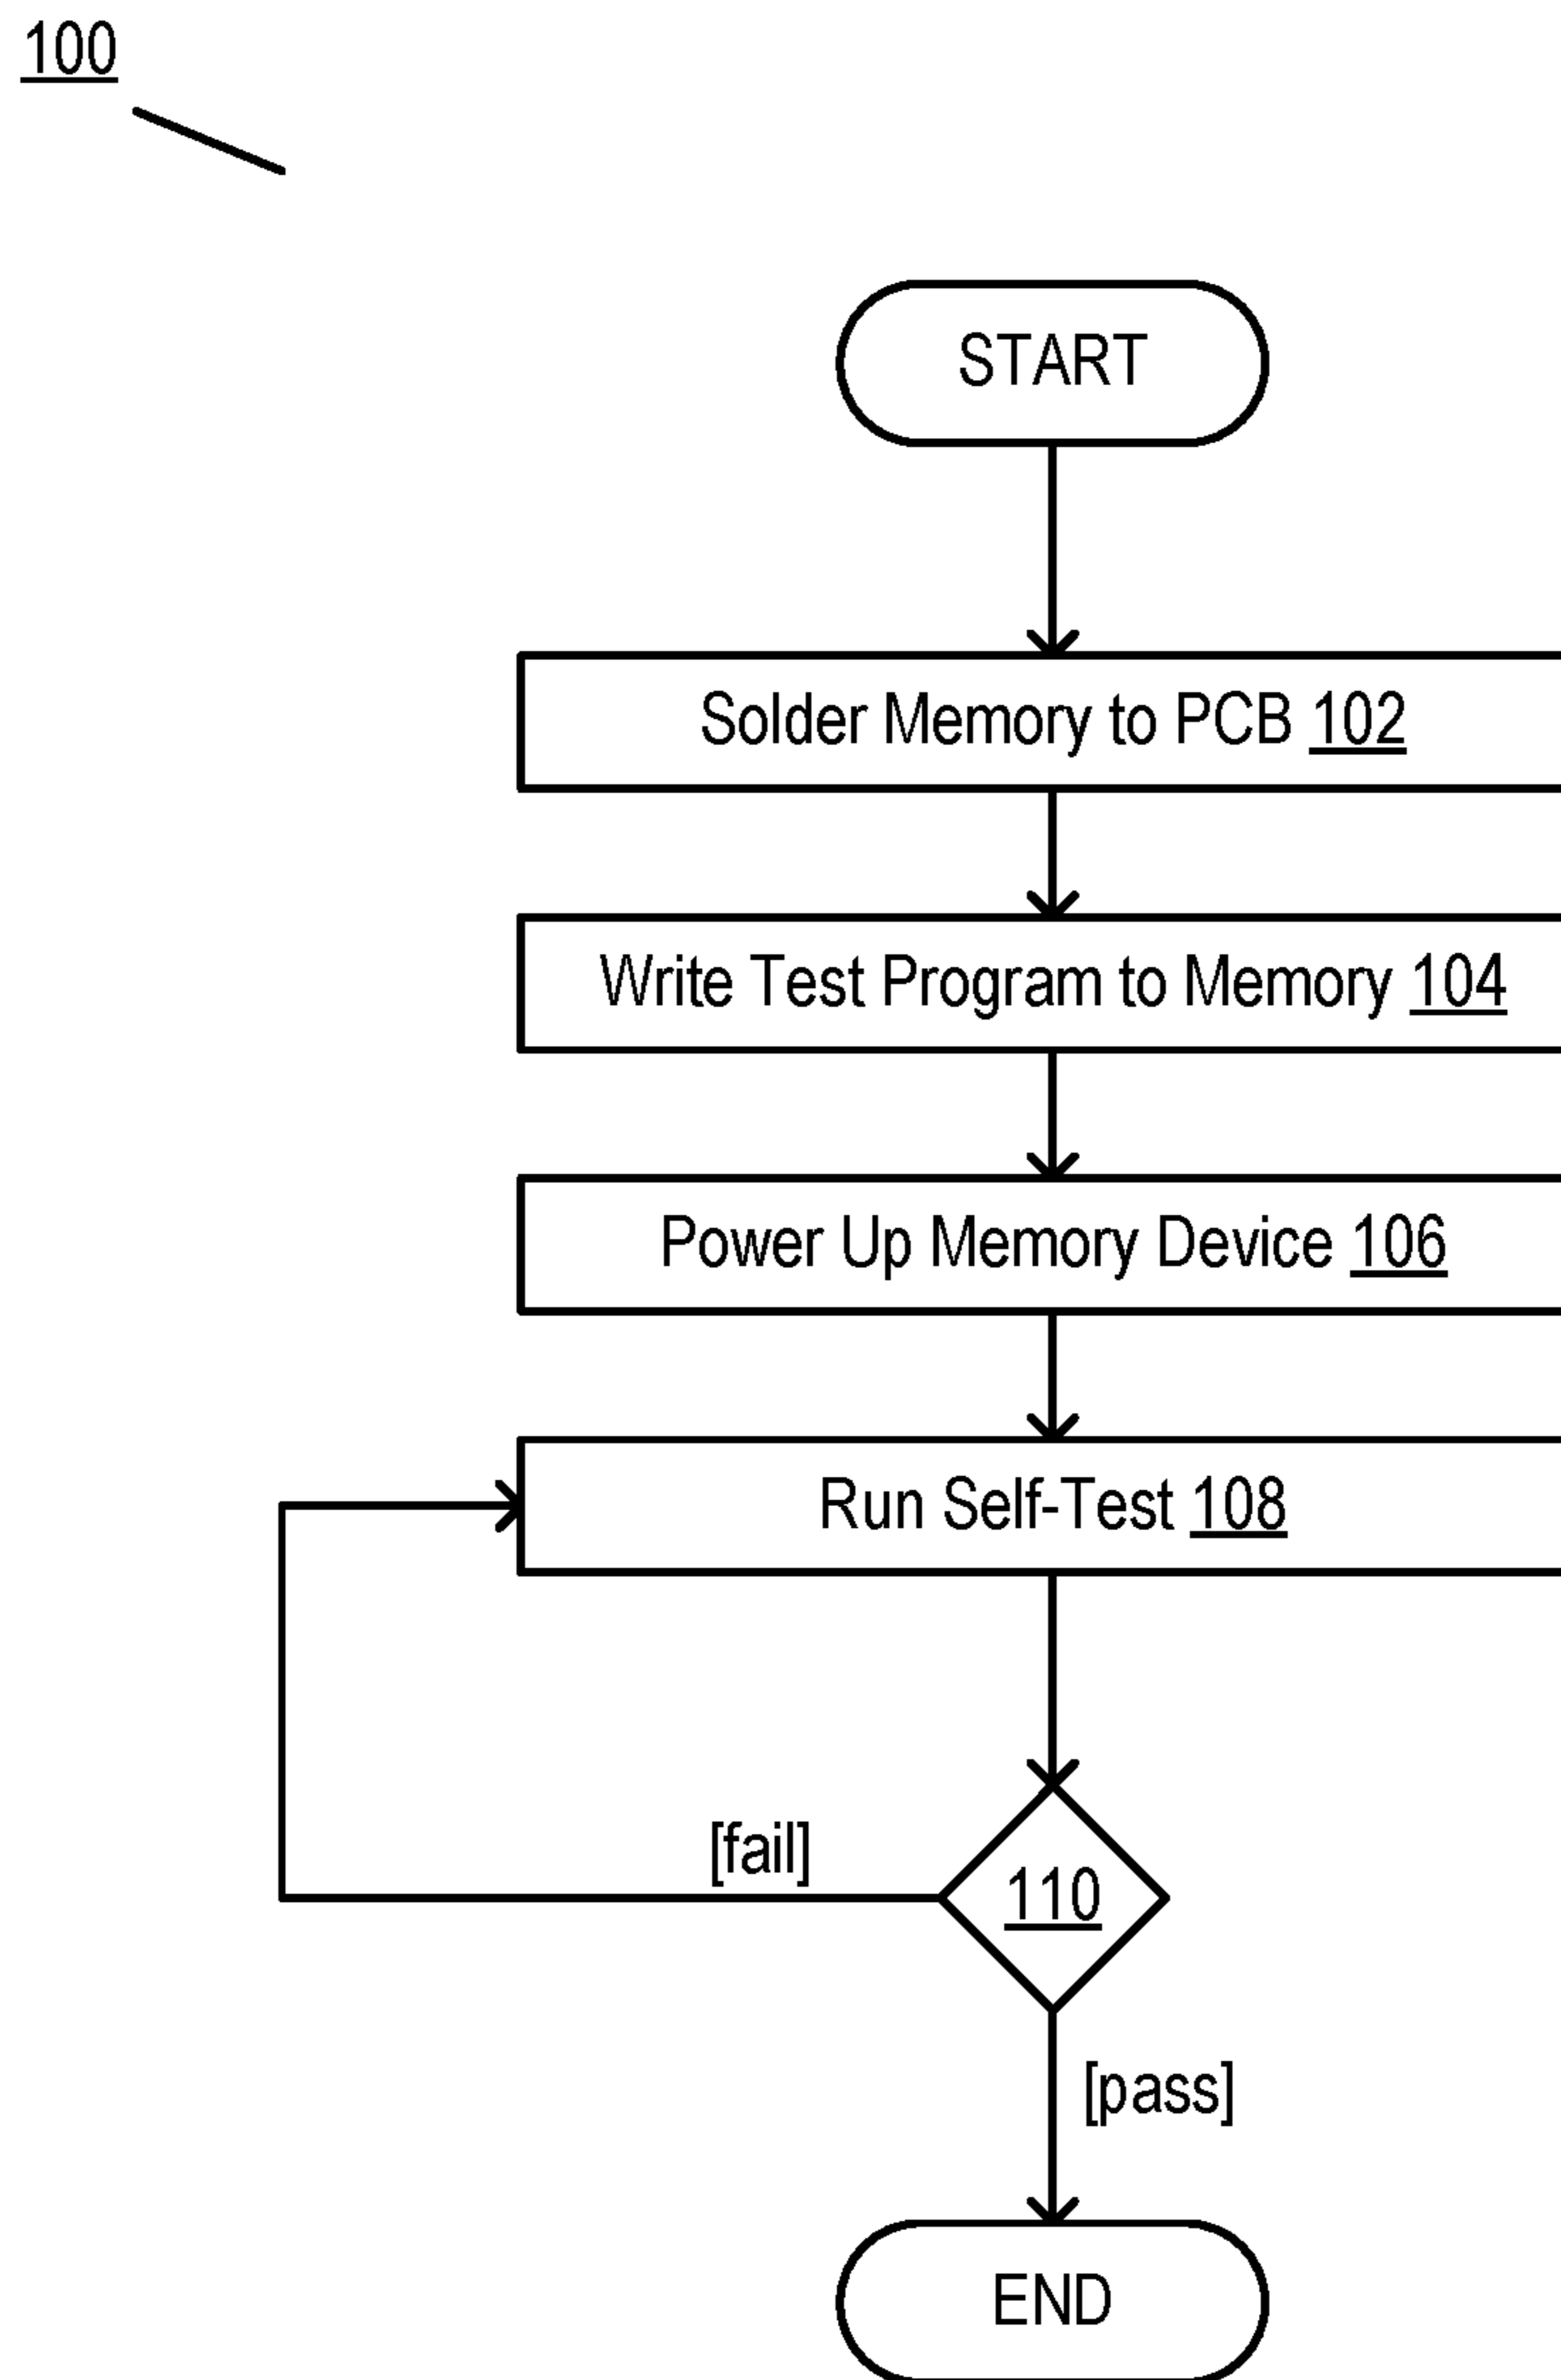 100
START
Solder Memory to PCB 102
Write Test Program to Memory 104
Power Up Memory Device 106
Run Self-Test 108
[fail]
110
[pass]
END